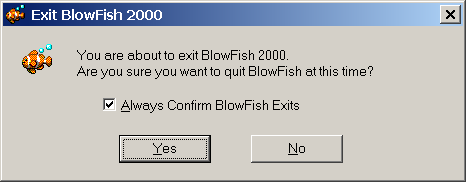 Exit BlowFish 2000
You are about to exit BlowFish 2000.
Are you sure you want to quit BlowFish at this time?
Always Confirm BlowFish Exits
Yes
No